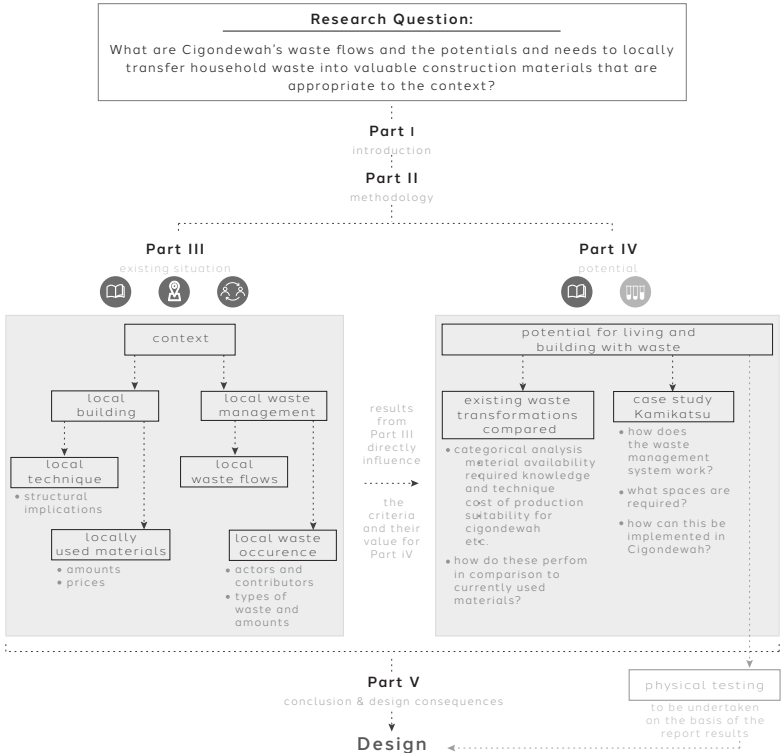 Research Question:
What are Cigondewah's waste flows and the potentials and needs to locally
transfer household waste into valuable construction materials that are
appropriate to the context?
Part I
introduction
Part II
methodology
Part III
existing situation
context
local
building
local waste
management
local
technique
• structural
implications
local
waste flows
locally
used materials
• amounts
• prices
local waste
occurence
• actors and
contributors
• types of
waste and
amounts
results
from
Part III
directly
influence
the
criteria
and their
value for
Part iV
Part IV
potential
potential for living and
building with waste
existing waste
transformations
compared
• categorical analysis
• material availability
• required knowledge
and technique
• cost of production
• suitability for
cigondewah
• etc.
• how do these perfom
in comparison to
currently used
materials?
case study
Kamikatsu
• how does
the waste
management
system work?
• what spaces are
required?
• how can this be
implemented in
Cigondewah?
Part V
conclusion & design consequences
physical testing
to be undertaken
on the basis of the
report results
Design